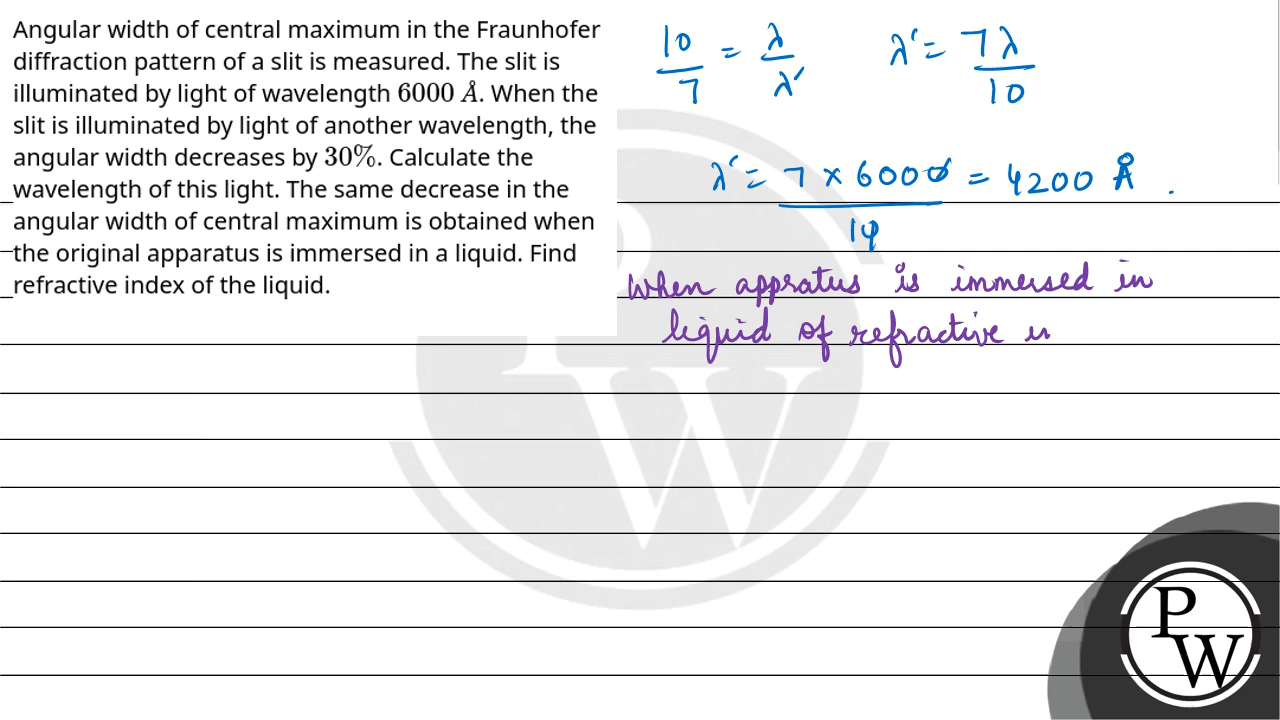 Angular width of central maximum in the Fraunhofer
diffraction pattern of a slit is measured. The slit is
illuminated by light of wavelength 6000 Å. When the
slit is illuminated by light of another wavelength, the
angular width decreases by 30%. Calculate the
wavelength of this light. The same decrease in the
angular width of central maximum is obtained when
the original apparatus is immersed in a liquid. Find
refractive index of the liquid.
10/7 = λ/λ′ λ′ = 7λ/10
λ′ = 7 × 6000/10 = 4200 Å.
When appratus is immersed in
liquid of refractive
PW
PW